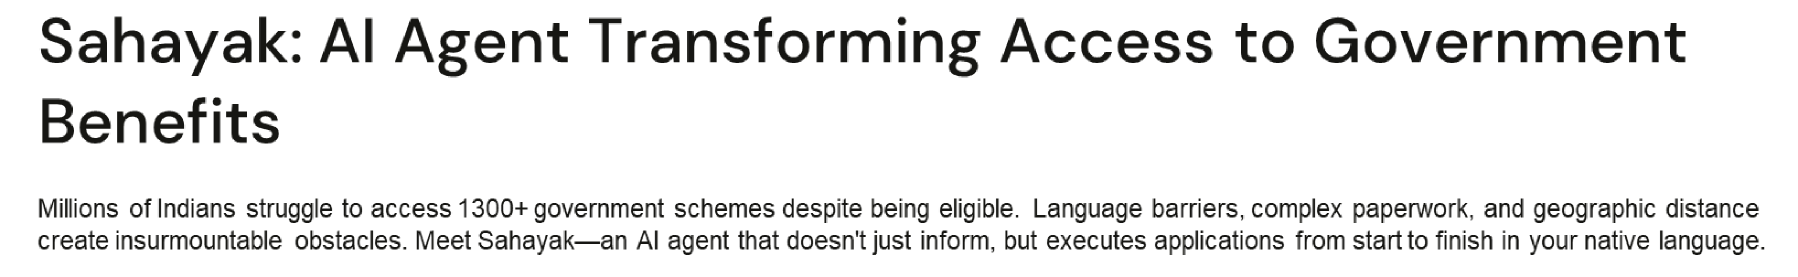 Sahayak: AI Agent Transforming Access to Government
Benefits
Millions of Indians struggle to access 1300+ government schemes despite being eligible. Language barriers, complex paperwork, and geographic distance
create insurmountable obstacles. Meet Sahayak—an AI agent that doesn't just inform, but executes applications from start to finish in your native language.